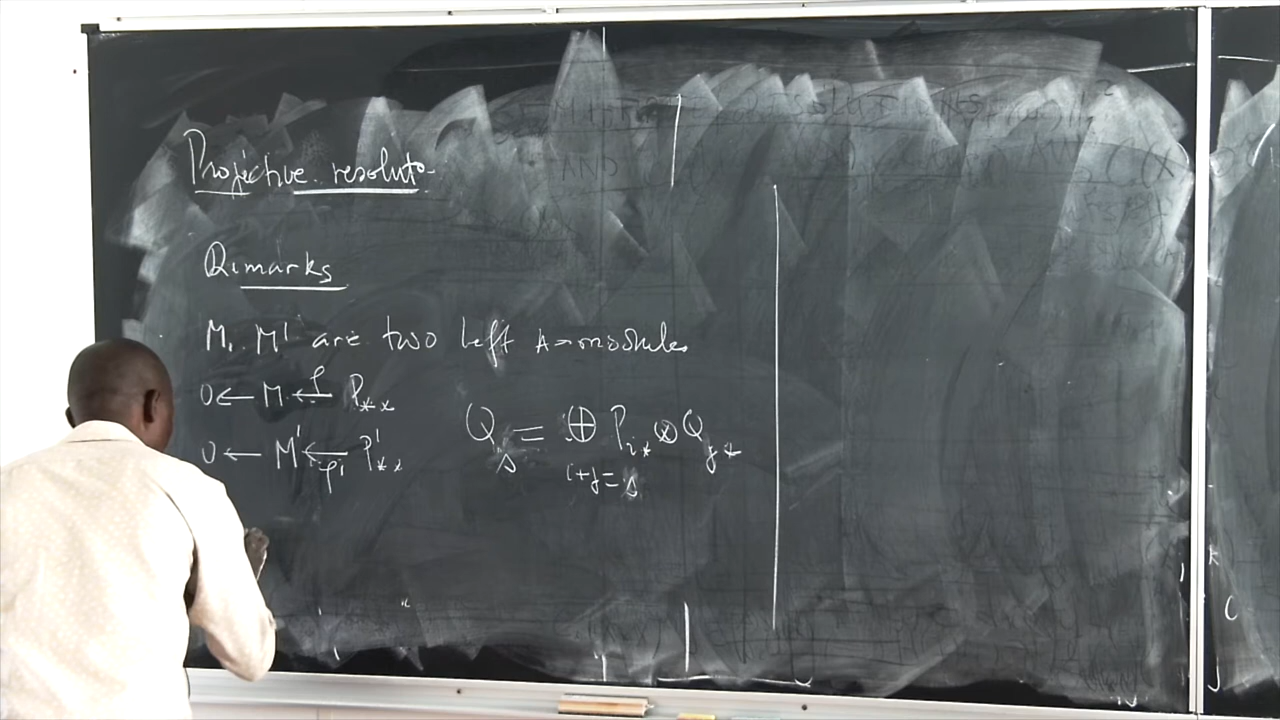 Projective resoluto
Remarks
M, M' are two left A-modules
0 ← M ←ρ P**
0 ← M' ←ρ' P'**
Q_s = ⊕ P_i* ⊗ Q_j*
i+j = s